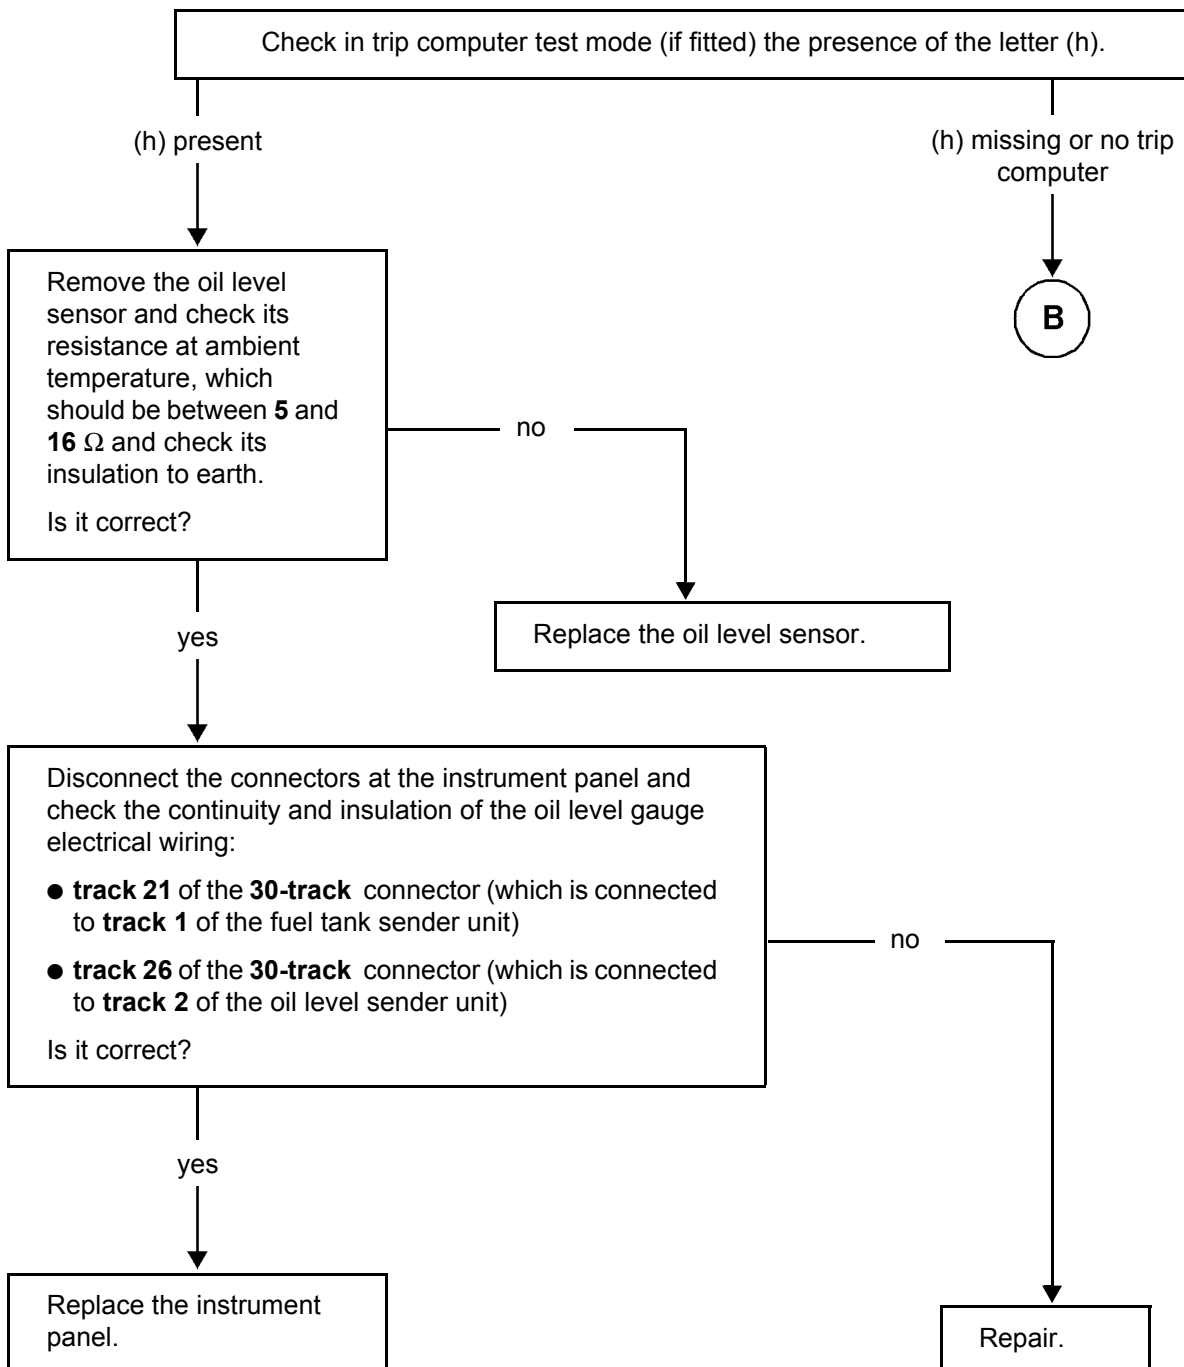 Check in trip computer test mode (if fitted) the presence of the letter (h).
(h) present
(h) missing or no trip
computer
B
Remove the oil level
sensor and check its
resistance at ambient
temperature, which
should be between 5 and
16 Ω and check its
insulation to earth.
Is it correct?
no
yes
Replace the oil level sensor.
Disconnect the connectors at the instrument panel and
check the continuity and insulation of the oil level gauge
electrical wiring:
● track 21 of the 30-track connector (which is connected
to track 1 of the fuel tank sender unit)
● track 26 of the 30-track connector (which is connected
to track 2 of the oil level sender unit)
Is it correct?
no
yes
Replace the instrument
panel.
Repair.